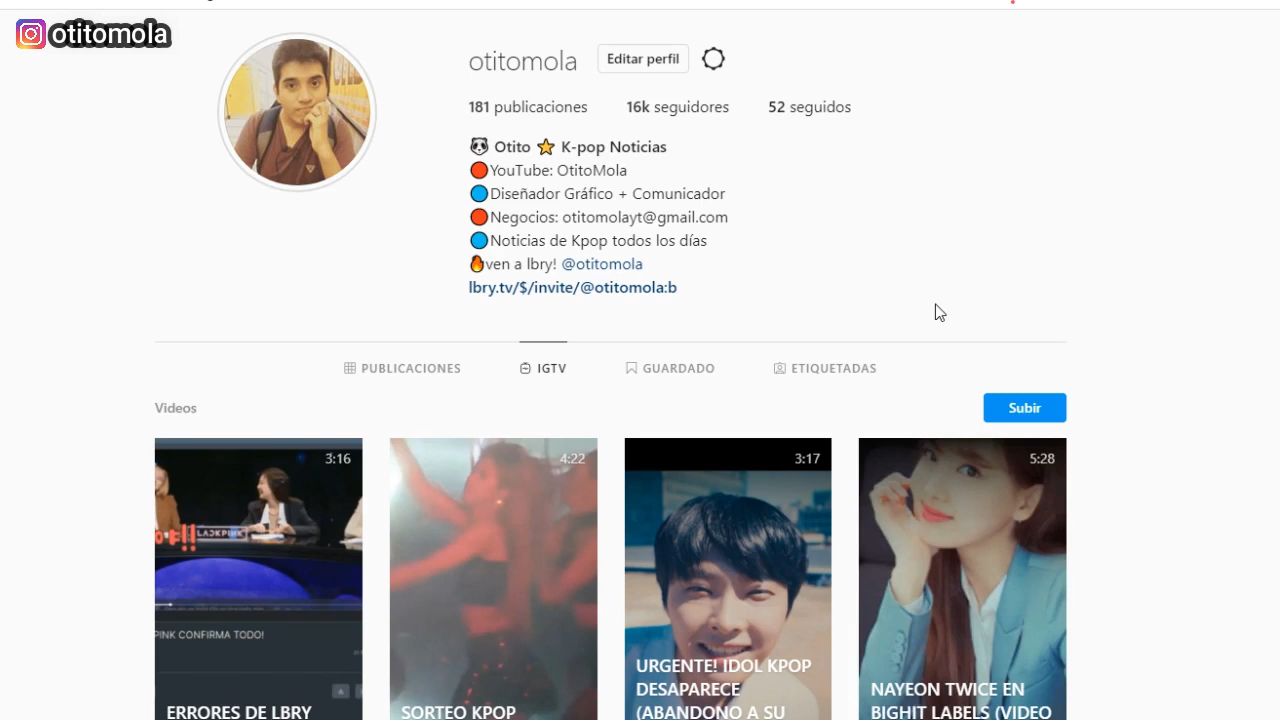 otitomola
otitomola Editar perfil
181 publicaciones 16k seguidores 52 seguidos
Otito K-pop Noticias
YouTube: OtitoMola
Diseñador Gráfico + Comunicador
Negocios: otitomolayt@gmail.com
Noticias de Kpop todos los días
ven a lbry! @otitomola
lbry.tv/$/invite/@otitomola:b
PUBLICACIONES IGTV GUARDADO ETIQUETADAS
Videos Subir
3:16 4:22 3:17 5:28
LACKPINK
PINK CONFIRMA TODO!
ERRORES DE LBRY
SORTEO KPOP
URGENTE! IDOL KPOP
DESAPARECE
(ABANDONO A SU
NAYEON TWICE EN
BIGHIT LABELS (VIDEO